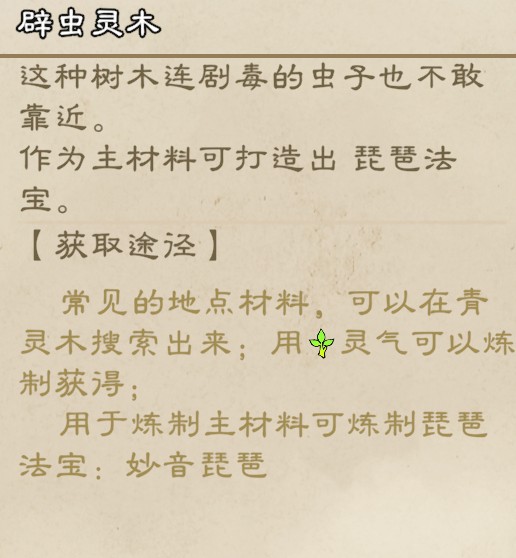 辟虫灵木
这种树木连剧毒的虫子也不敢
靠近。
作为主材料可打造出 琵琶法
宝。
【获取途径】
常见的地点材料，可以在青
灵木搜索出来；用灵气可以炼
制获得；
用于炼制主材料可炼制琵琶
法宝：妙音琵琶